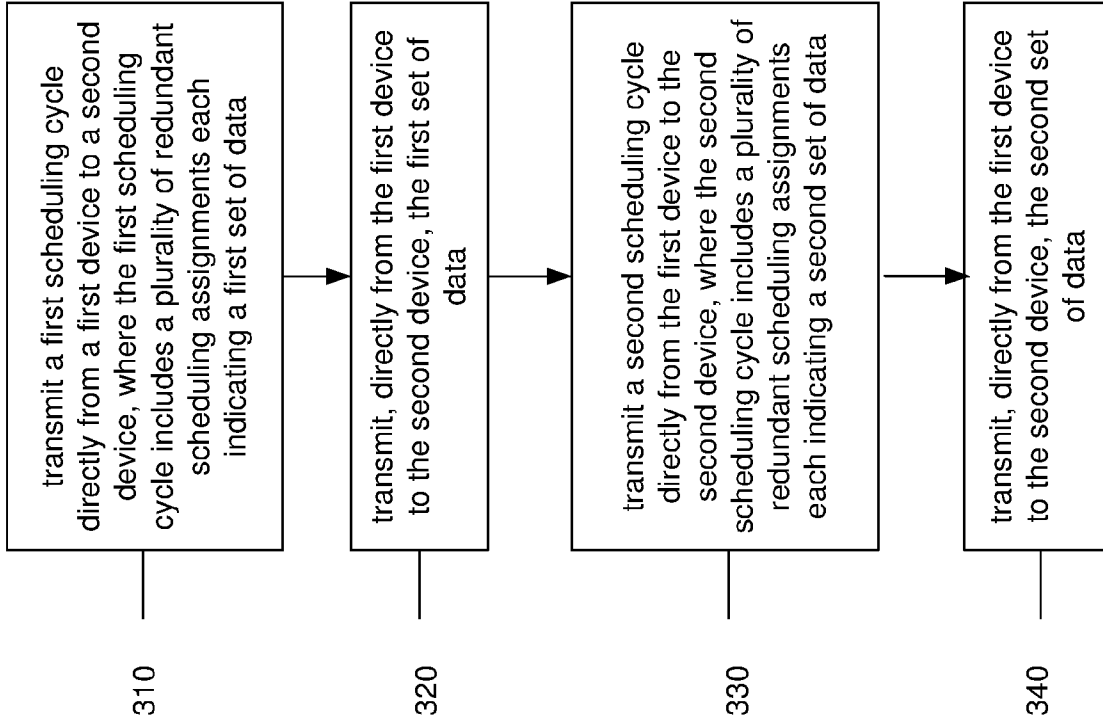 310
transmit a first scheduling cycle
directly from a first device to a second
device, where the first scheduling
cycle includes a plurality of redundant
scheduling assignments each
indicating a first set of data
320
transmit, directly from the first device
to the second device, the first set of
data
330
transmit a second scheduling cycle
directly from the first device to the
second device, where the second
scheduling cycle includes a plurality of
redundant scheduling assignments
each indicating a second set of data
340
transmit, directly from the first device
to the second device, the second set
of data